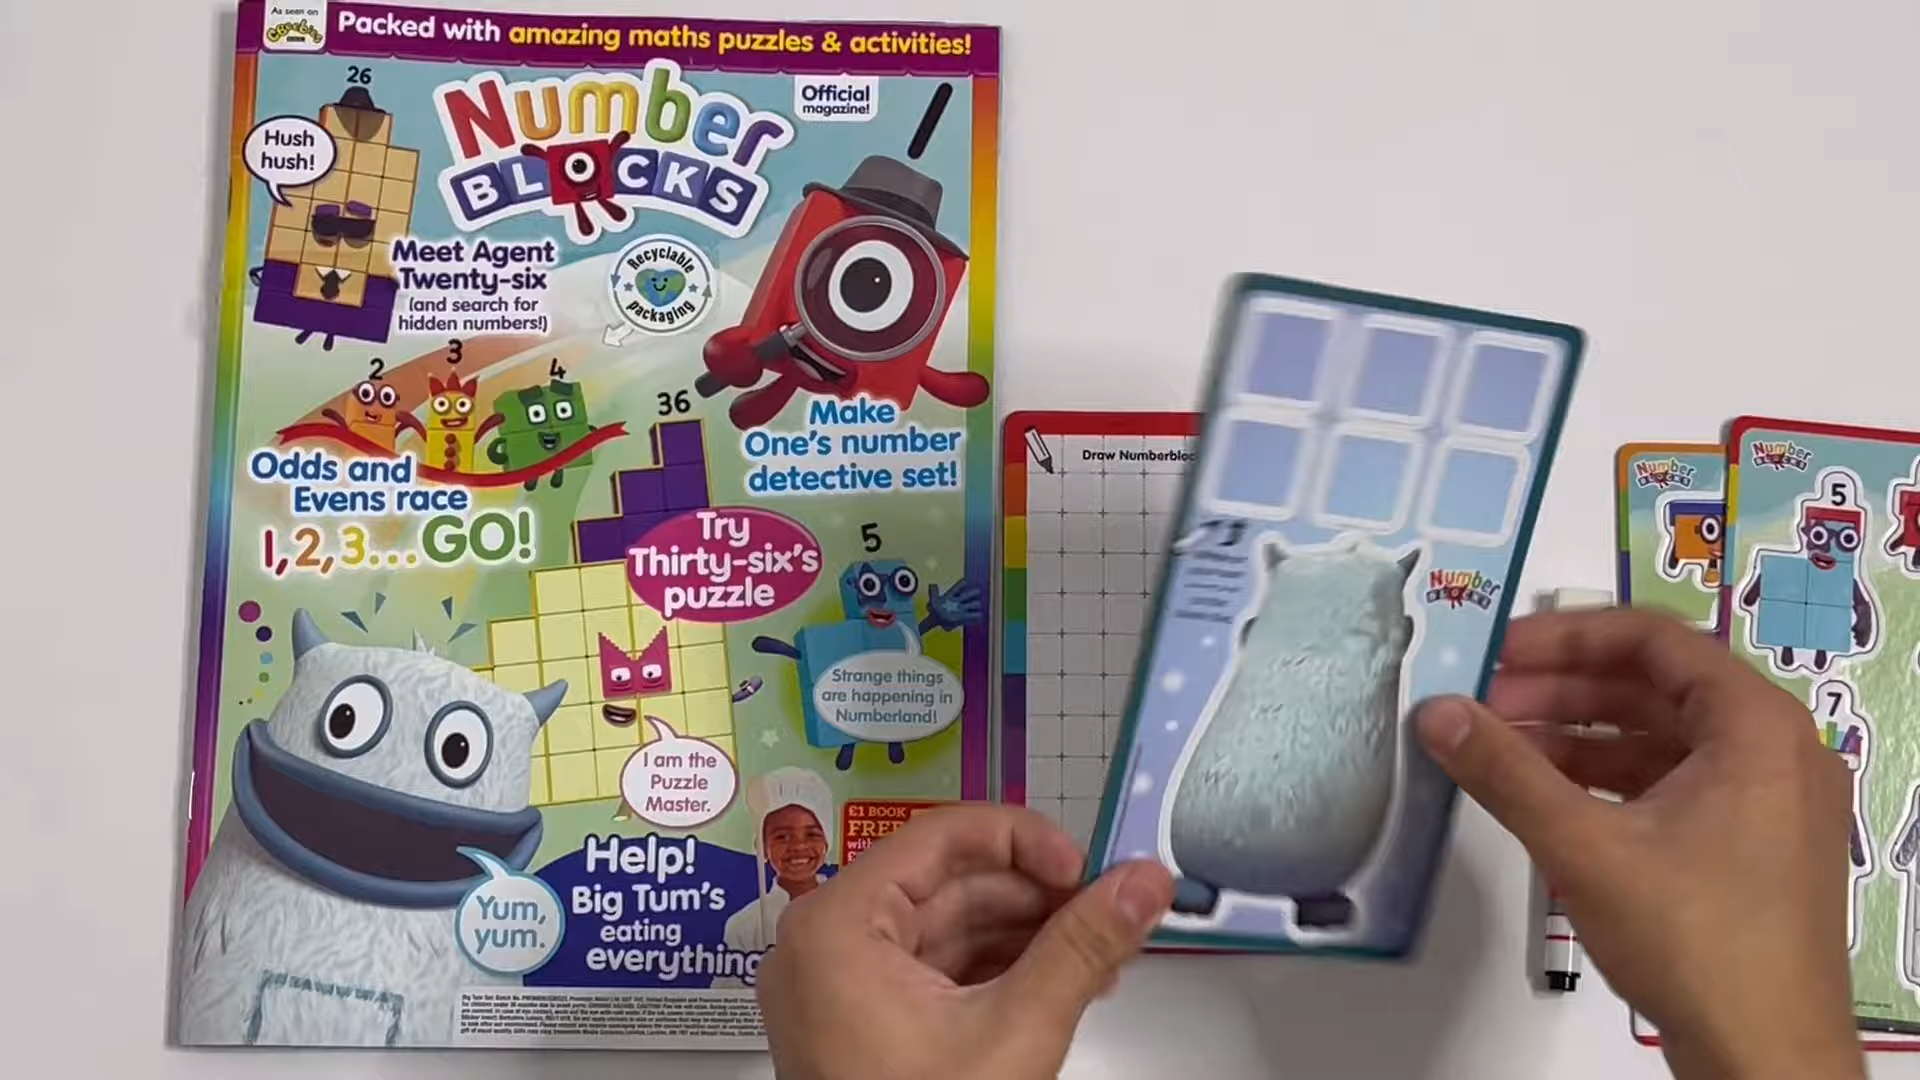 As seen on
CBeebies
Packed with amazing maths puzzles & activities!
26
Hush
hush!
Number
BLOCKS
Official
magazine!
Meet Agent
Twenty-six
(and search for
hidden numbers!)
Recyclable
packaging
2
3
4
36
Odds and
Evens race
1,2,3...GO!
Make
One's number
detective set!
Try
Thirty-six's
puzzle
5
Strange things
are happening in
Numberland!
I am the
Puzzle
Master.
£1 BOOK
FREE
Yum,
yum.
Help!
Big Tum's
eating
everything
Draw Numberbloc
Number
BLOCKS
Number
BLOCKS
Number
BLOCKS
5
7